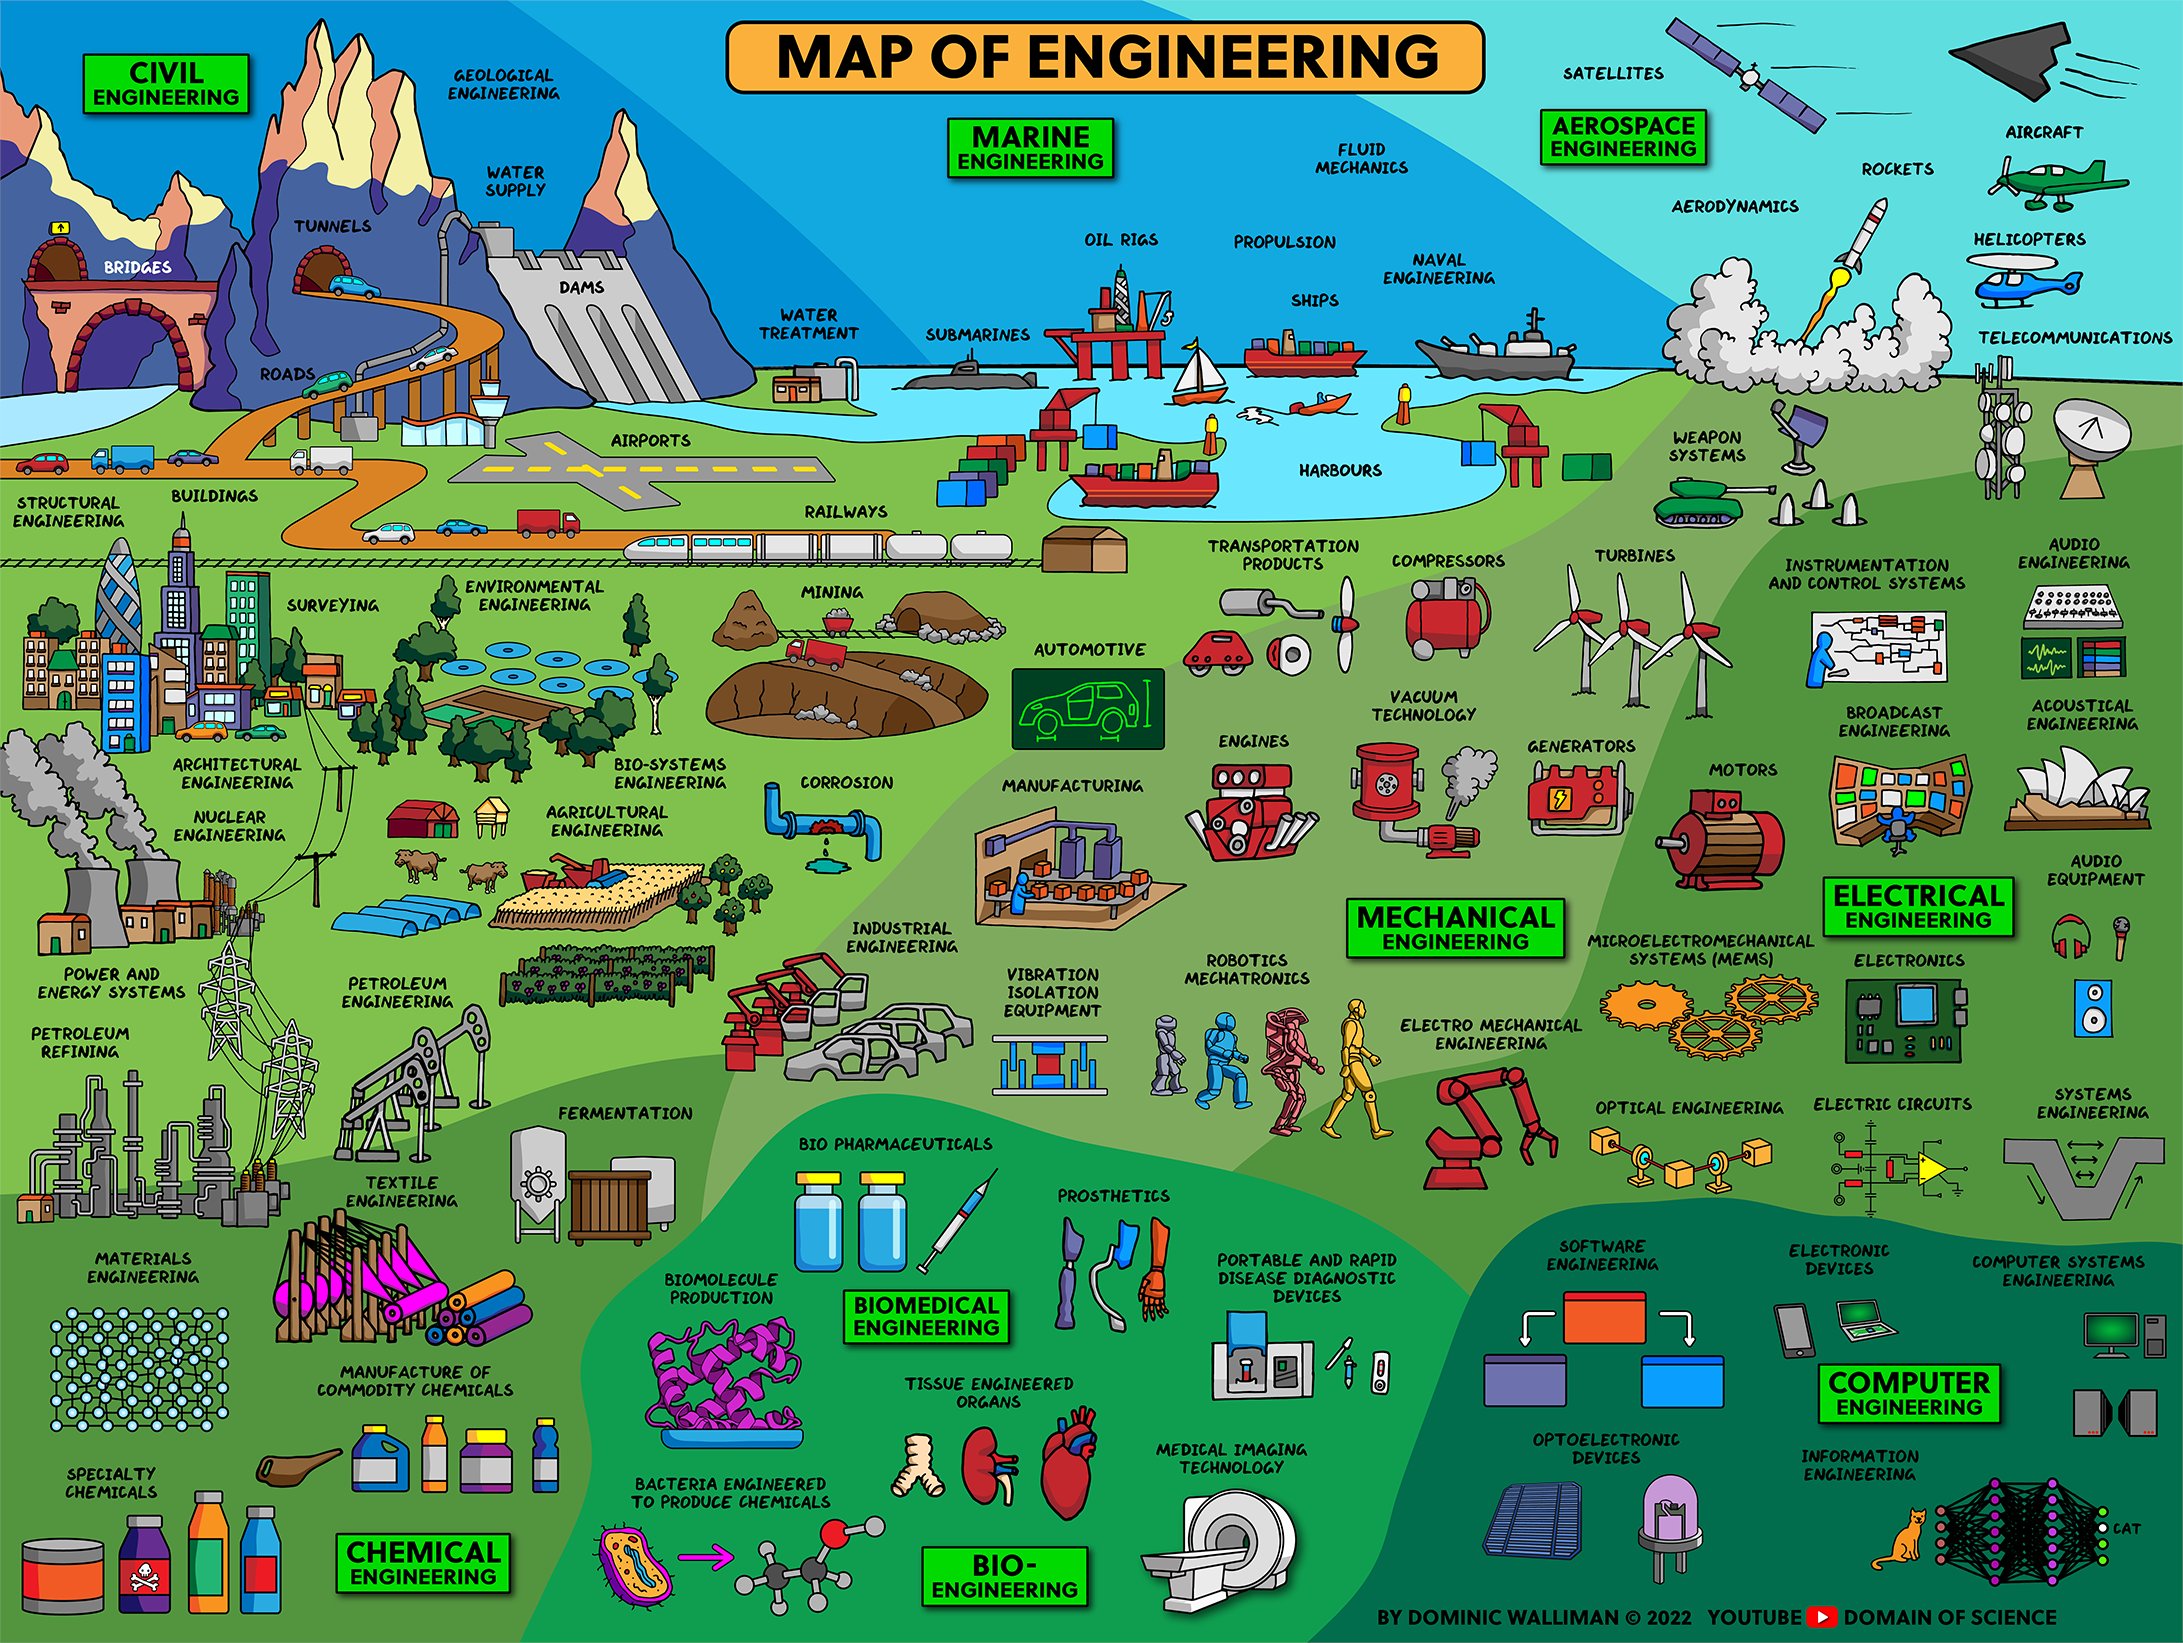 MAP OF ENGINEERING
CIVIL
ENGINEERING
GEOLOGICAL
ENGINEERING
WATER
SUPPLY
TUNNELS
BRIDGES
DAMS
ROADS
WATER
TREATMENT
AIRPORTS
STRUCTURAL
ENGINEERING
BUILDINGS
RAILWAYS
SURVEYING
ENVIRONMENTAL
ENGINEERING
MINING
ARCHITECTURAL
ENGINEERING
NUCLEAR
ENGINEERING
BIO-SYSTEMS
ENGINEERING
AGRICULTURAL
ENGINEERING
CORROSION
POWER AND
ENERGY SYSTEMS
PETROLEUM
REFINING
PETROLEUM
ENGINEERING
INDUSTRIAL
ENGINEERING
MARINE
ENGINEERING
FLUID
MECHANICS
OIL RIGS
PROPULSION
NAVAL
ENGINEERING
SHIPS
SUBMARINES
HARBOURS
SATELLITES
AEROSPACE
ENGINEERING
AIRCRAFT
ROCKETS
AERODYNAMICS
HELICOPTERS
TELECOMMUNICATIONS
WEAPON
SYSTEMS
TRANSPORTATION
PRODUCTS
COMPRESSORS
TURBINES
AUTOMOTIVE
VACUUM
TECHNOLOGY
ENGINES
GENERATORS
MANUFACTURING
MECHANICAL
ENGINEERING
VIBRATION
ISOLATION
EQUIPMENT
ROBOTICS
MECHATRONICS
ELECTRO MECHANICAL
ENGINEERING
INSTRUMENTATION
AND CONTROL SYSTEMS
AUDIO
ENGINEERING
BROADCAST
ENGINEERING
ACOUSTICAL
ENGINEERING
MOTORS
AUDIO
EQUIPMENT
ELECTRICAL
ENGINEERING
MICROELECTROMECHANICAL
SYSTEMS (MEMS)
ELECTRONICS
OPTICAL ENGINEERING
ELECTRIC CIRCUITS
SYSTEMS
ENGINEERING
FERMENTATION
TEXTILE
ENGINEERING
MATERIALS
ENGINEERING
MANUFACTURE OF
COMMODITY CHEMICALS
SPECIALTY
CHEMICALS
CHEMICAL
ENGINEERING
BIO PHARMACEUTICALS
PROSTHETICS
BIOMOLECULE
PRODUCTION
BIOMEDICAL
ENGINEERING
PORTABLE AND RAPID
DISEASE DIAGNOSTIC
DEVICES
TISSUE ENGINEERED
ORGANS
MEDICAL IMAGING
TECHNOLOGY
BACTERIA ENGINEERED
TO PRODUCE CHEMICALS
BIO-
ENGINEERING
SOFTWARE
ENGINEERING
ELECTRONIC
DEVICES
COMPUTER SYSTEMS
ENGINEERING
COMPUTER
ENGINEERING
OPTOELECTRONIC
DEVICES
INFORMATION
ENGINEERING
CAT
BY DOMINIC WALLIMAN © 2022 YOUTUBE DOMAIN OF SCIENCE